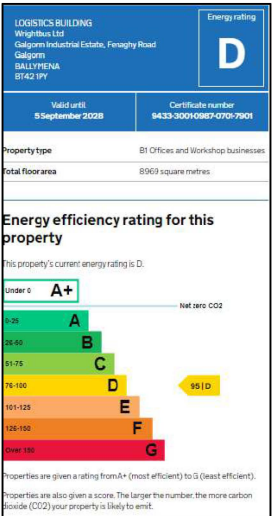 LOGISTICS BUILDING
Wrightbus Ltd
Galgorm Industrial Estate, Fenaghy Road
Galgorm
BALLYMENA
BT42 1PY
Energy rating
D
Valid until
5 September 2028
Certificate number
9433-3001-0987-0701-7901
Property type
B1 Offices and Workshop businesses
Total floor area
8969 square metres
Energy efficiency rating for this
property
This property's current energy rating is D.
Under 0 A+
Net zero CO2
0-25 A
26-50 B
51-75 C
76-100 D
95 | D
101-125 E
126-150 F
Over 150 G
Properties are given a rating from A+ (most efficient) to G (least efficient).
Properties are also given a score. The larger the number, the more carbon
dioxide (CO2) your property is likely to emit.